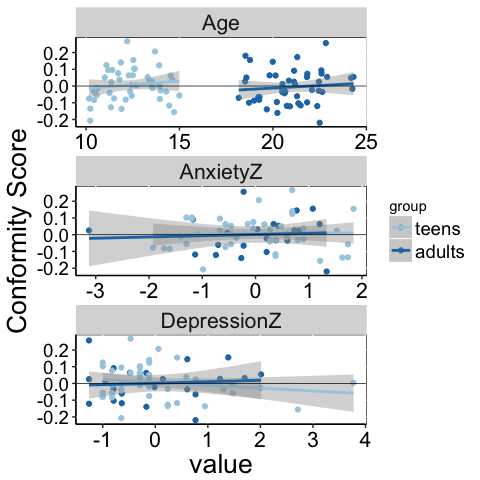 Age
0.2
0.1
0.0
-0.1
-0.2
10 15 20 25
AnxietyZ
0.2
0.1
0.0
-0.1
-0.2
-3 -2 -1 0 1 2
DepressionZ
0.2
0.1
0.0
-0.1
-0.2
-1 0 1 2 3 4
value
Conformity Score
group
teens
adults